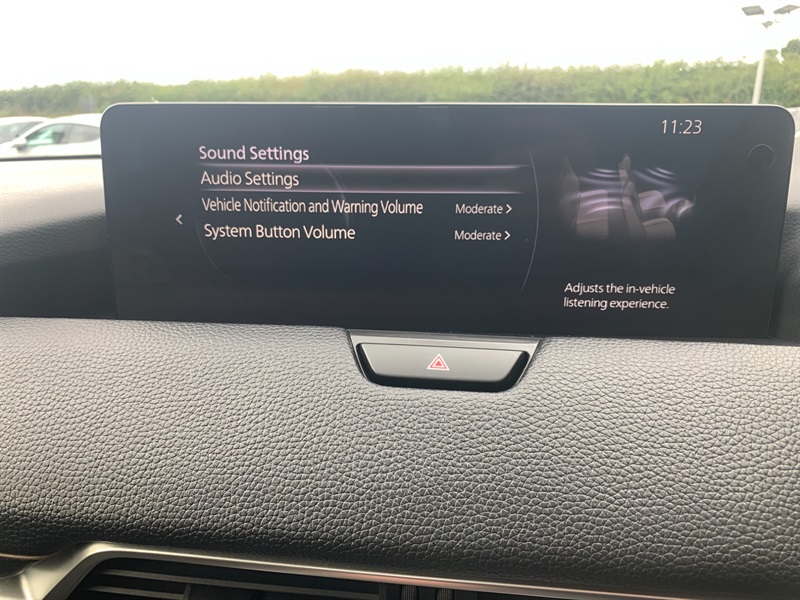 11:23
Sound Settings
Audio Settings
Vehicle Notification and Warning Volume Moderate >
System Button Volume Moderate >
<
Adjusts the in-vehicle
listening experience.